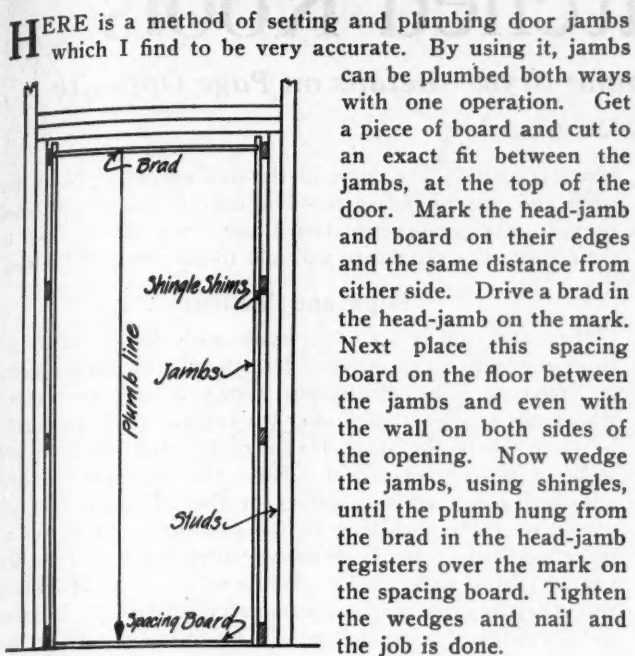 HERE is a method of setting and plumbing door jambs
which I find to be very accurate. By using it, jambs
can be plumbed both ways
with one operation. Get
a piece of board and cut to
an exact fit between the
jambs, at the top of the
door. Mark the head-jamb
and board on their edges
and the same distance from
either side. Drive a brad in
the head-jamb on the mark.
Next place this spacing
board on the floor between
the jambs and even with
the wall on both sides of
the opening. Now wedge
the jambs, using shingles,
until the plumb hung from
the brad in the head-jamb
registers over the mark on
the spacing board. Tighten
the wedges and nail and
the job is done.
Brad
Shingle Shims
Jambs
Plumb line
Studs
Spacing Board